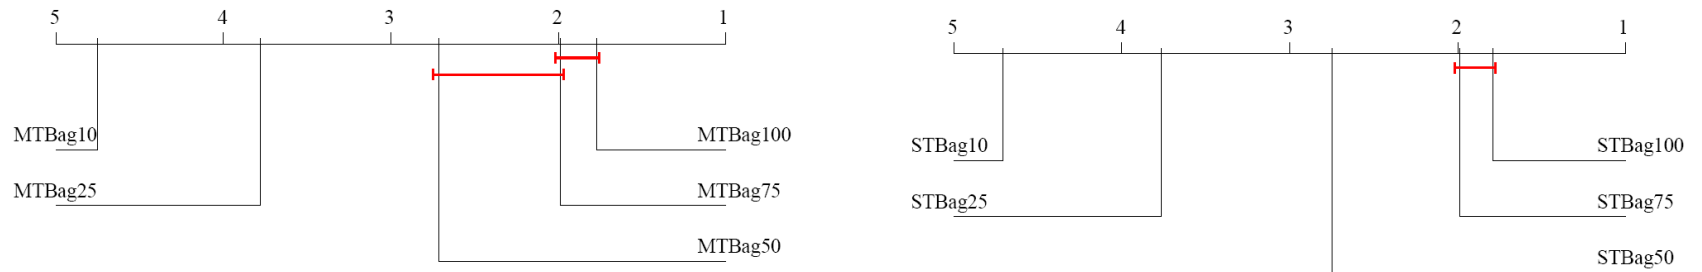 5 4 3 2 1
MTBag10 MTBag100
MTBag25 MTBag75
MTBag50
5 4 3 2 1
STBag10 STBag100
STBag25 STBag75
STBag50